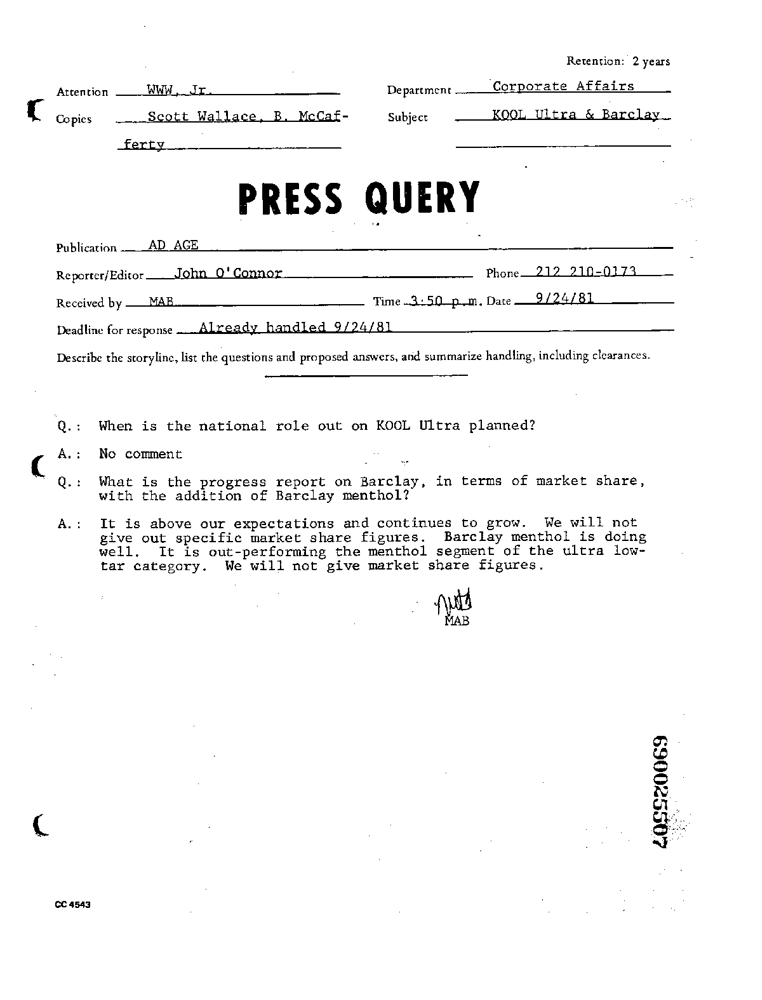 Retention: 2 years
Attention WWW, Jr. Department Corporate Affairs
Copies Scott Wallace, B. McCaf- Subject KOOL Ultra & Barclay
ferty
PRESS QUERY
Publication AD AGE
Reporter/Editor John O'Connor Phone 212 210-0173
Received by MAB Time 3:50 p.m. Date 9/24/81
Deadline for response Already handled 9/24/81
Describe the storyline, list the questions and proposed answers, and summarize handling, including clearances.
Q.: When is the national role out on KOOL Ultra planned?
A.: No comment
Q.: What is the progress report on Barclay, in terms of market share,
with the addition of Barclay menthol?
A.: It is above our expectations and continues to grow. We will not
give out specific market share figures. Barclay menthol is doing
well. It is out-performing the menthol segment of the ultra low-
tar category. We will not give market share figures.
MAB
690025507
CC 4543